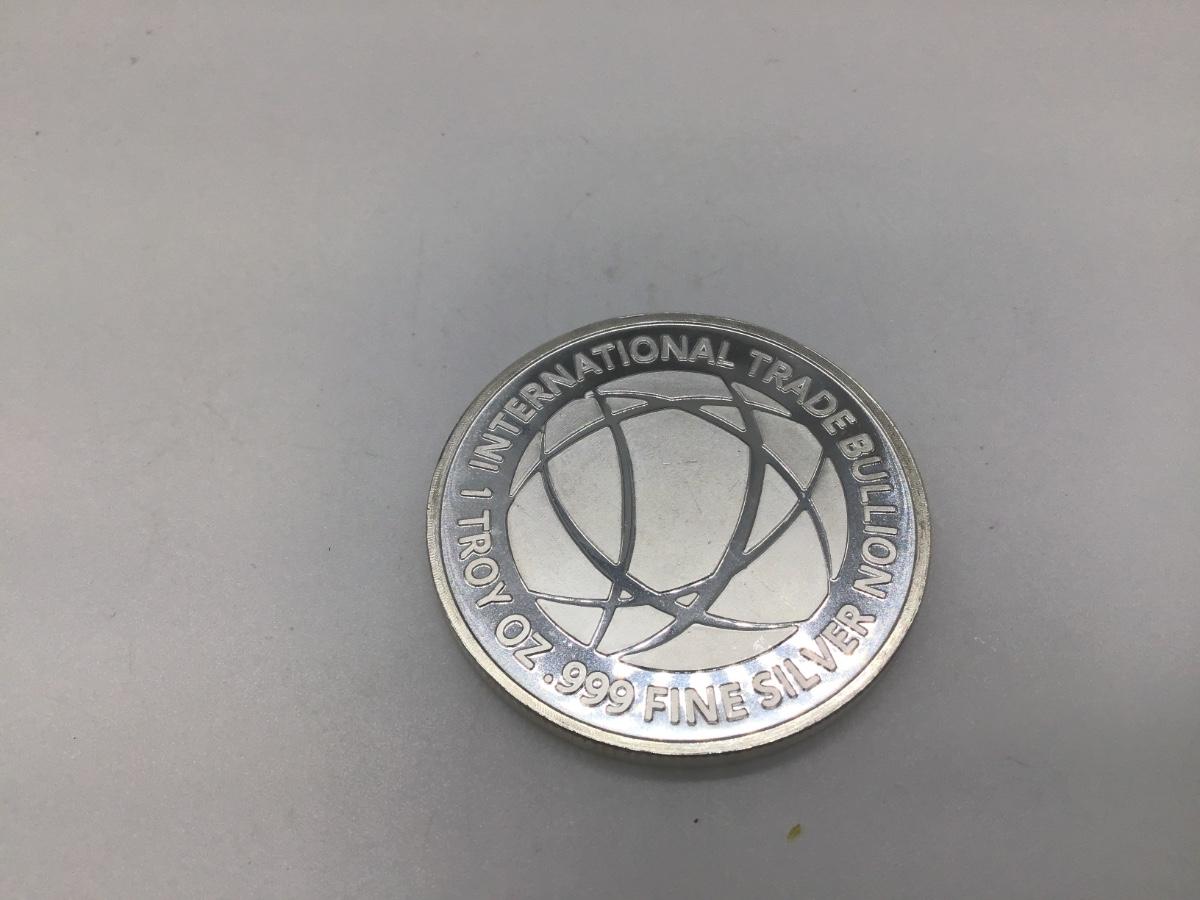 INTERNATIONAL TRADE BULLION
1 TROY OZ .999 FINE SILVER